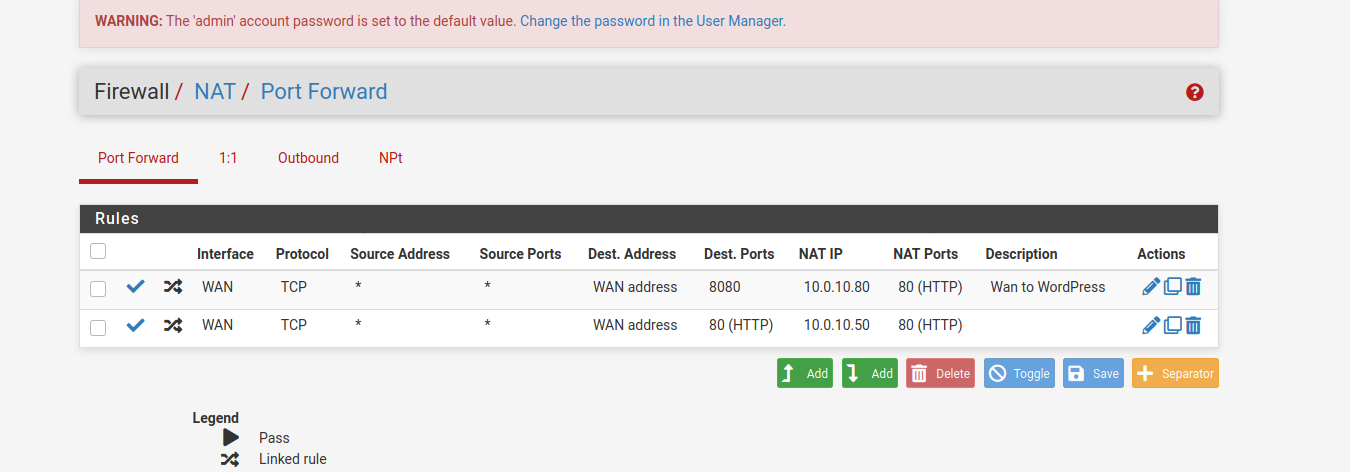 WARNING: The 'admin' account password is set to the default value. Change the password in the User Manager.
Firewall / NAT / Port Forward
Port Forward 1:1 Outbound NPt
Rules
Interface Protocol Source Address Source Ports Dest. Address Dest. Ports NAT IP NAT Ports Description Actions
WAN TCP * * WAN address 8080 10.0.10.80 80 (HTTP) Wan to WordPress
WAN TCP * * WAN address 80 (HTTP) 10.0.10.50 80 (HTTP)
Add Add Delete Toggle Save Separator
Legend
Pass
Linked rule